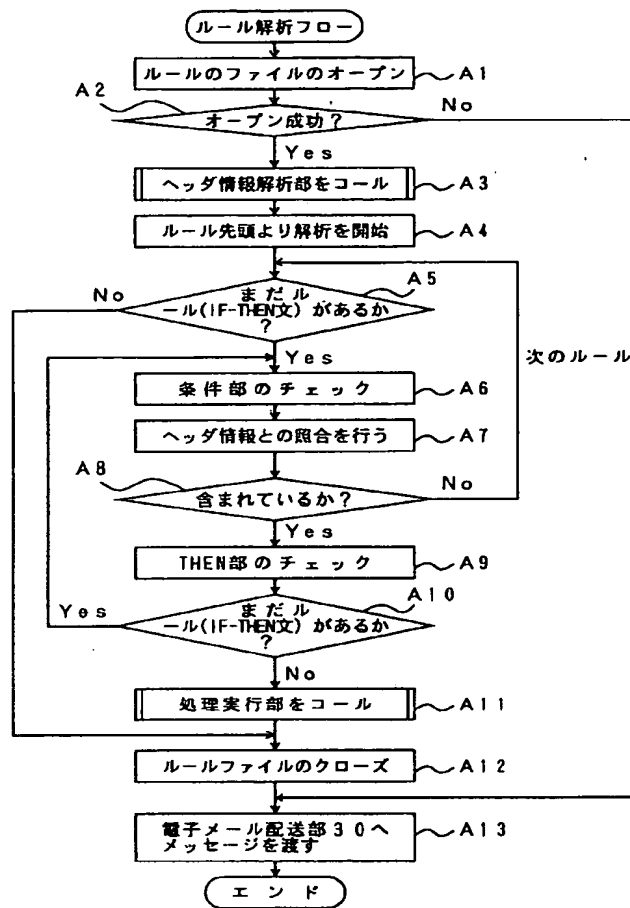 ルール解析フロー
ルールのファイルのオープン
A1
A2
オープン成功？
No
Yes
ヘッダ情報解析部をコール
A3
ルール先頭より解析を開始
A4
No
まだル
ール(IF-THEN文)があるか
？
A5
Yes
次のルール
条件部のチェック
A6
ヘッダ情報との照合を行う
A7
A8
含まれているか？
No
Yes
THEN部のチェック
A9
Yes
まだル
ール(IF-THEN文)があるか
？
A10
No
処理実行部をコール
A11
ルールファイルのクローズ
A12
電子メール配送部30へ
メッセージを渡す
A13
エンド